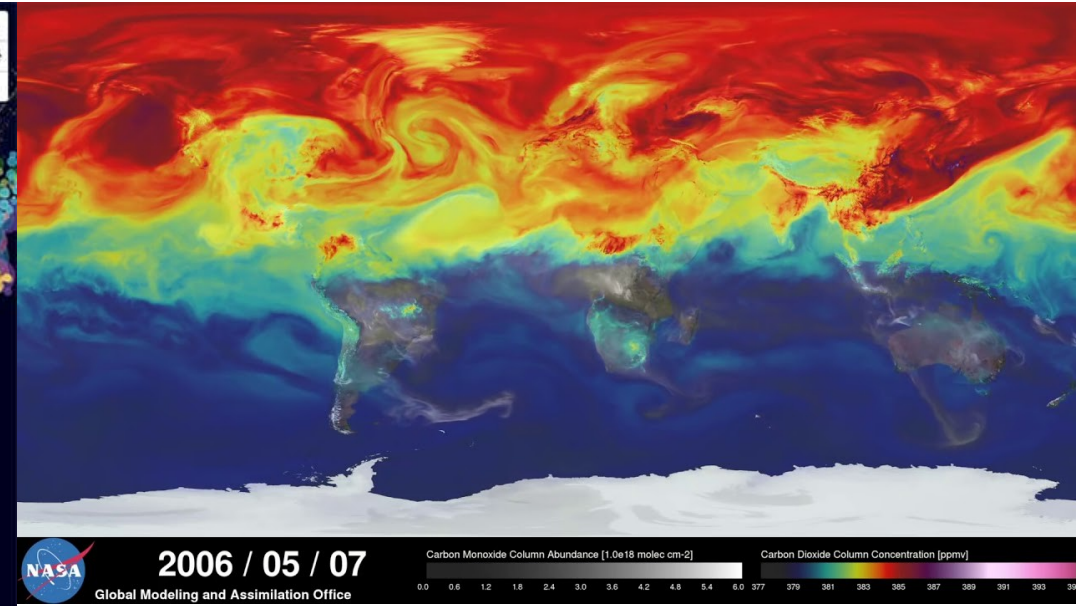 NASA
2006 / 05 / 07
Global Modeling and Assimilation Office
Carbon Monoxide Column Abundance [1.0e18 molec cm-2]
0.0 0.6 1.2 1.8 2.4 3.0 3.6 4.2 4.8 5.4 6.0
Carbon Dioxide Column Concentration [ppmv]
377 379 381 383 385 387 389 391 393